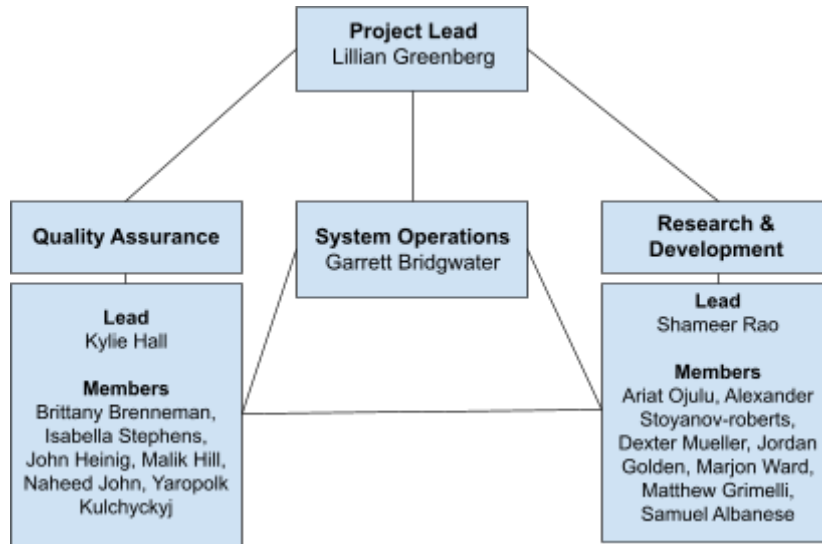 Project Lead
Lillian Greenberg
Quality Assurance
System Operations
Garrett Bridgwater
Research &
Development
Lead
Kylie Hall
Members
Brittany Brenneman,
Isabella Stephens,
John Heinig, Malik Hill,
Naheed John, Yaropolk
Kulchyckyj
Lead
Shameer Rao
Members
Ariat Ojulu, Alexander
Stoyanov-roberts,
Dexter Mueller, Jordan
Golden, Marjon Ward,
Matthew Grimelli,
Samuel Albanese